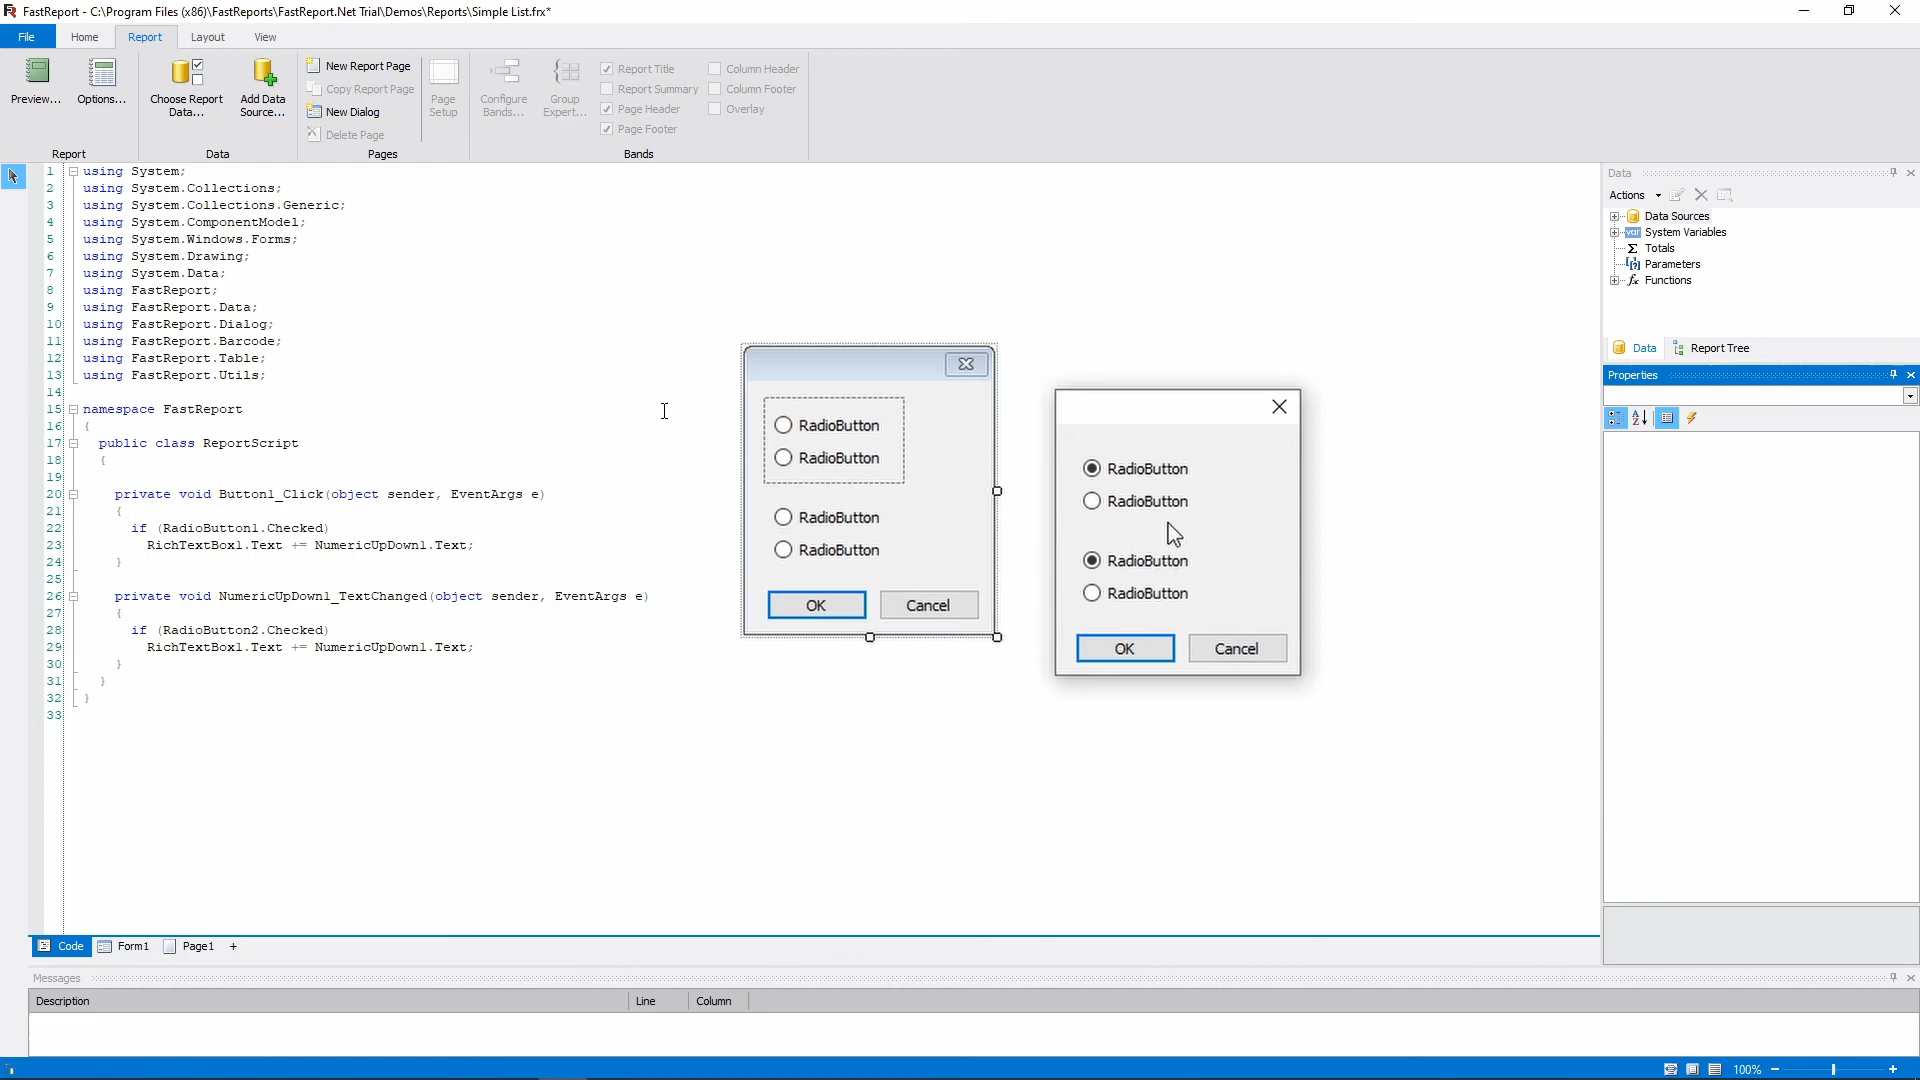 FastReport - C:\Program Files (x86)\FastReports\FastReport.Net Trial\Demos\Reports\Simple List.frx*
File Home Report Layout View
Preview...
Options...
Report
Choose Report
Data...
Add Data
Source...
Data
New Report Page
Copy Report Page
New Dialog
Delete Page
Page
Setup
Pages
Configure
Bands...
Group
Expert...
Report Title
Report Summary
Page Header
Page Footer
Column Header
Column Footer
Overlay
Bands
1 using System;
2 using System.Collections;
3 using System.Collections.Generic;
4 using System.ComponentModel;
5 using System.Windows.Forms;
6 using System.Drawing;
7 using System.Data;
8 using FastReport;
9 using FastReport.Data;
10 using FastReport.Dialog;
11 using FastReport.Barcode;
12 using FastReport.Table;
13 using FastReport.Utils;
14
15 namespace FastReport
16 {
17 public class ReportScript
18 {
19
20 private void Button1_Click(object sender, EventArgs e)
21 {
22 if (RadioButton1.Checked)
23 RichTextBox1.Text += NumericUpDown1.Text;
24 }
25
26 private void NumericUpDown1_TextChanged(object sender, EventArgs e)
27 {
28 if (RadioButton2.Checked)
29 RichTextBox1.Text += NumericUpDown1.Text;
30 }
31 }
32 }
33
RadioButton
RadioButton
RadioButton
RadioButton
OK Cancel
RadioButton
RadioButton
RadioButton
RadioButton
OK Cancel
Data
Actions
Data Sources
var System Variables
Σ Totals
[?] Parameters
fx Functions
Data Report Tree
Properties
Code Form1 Page1 +
Messages
Description Line Column
100%